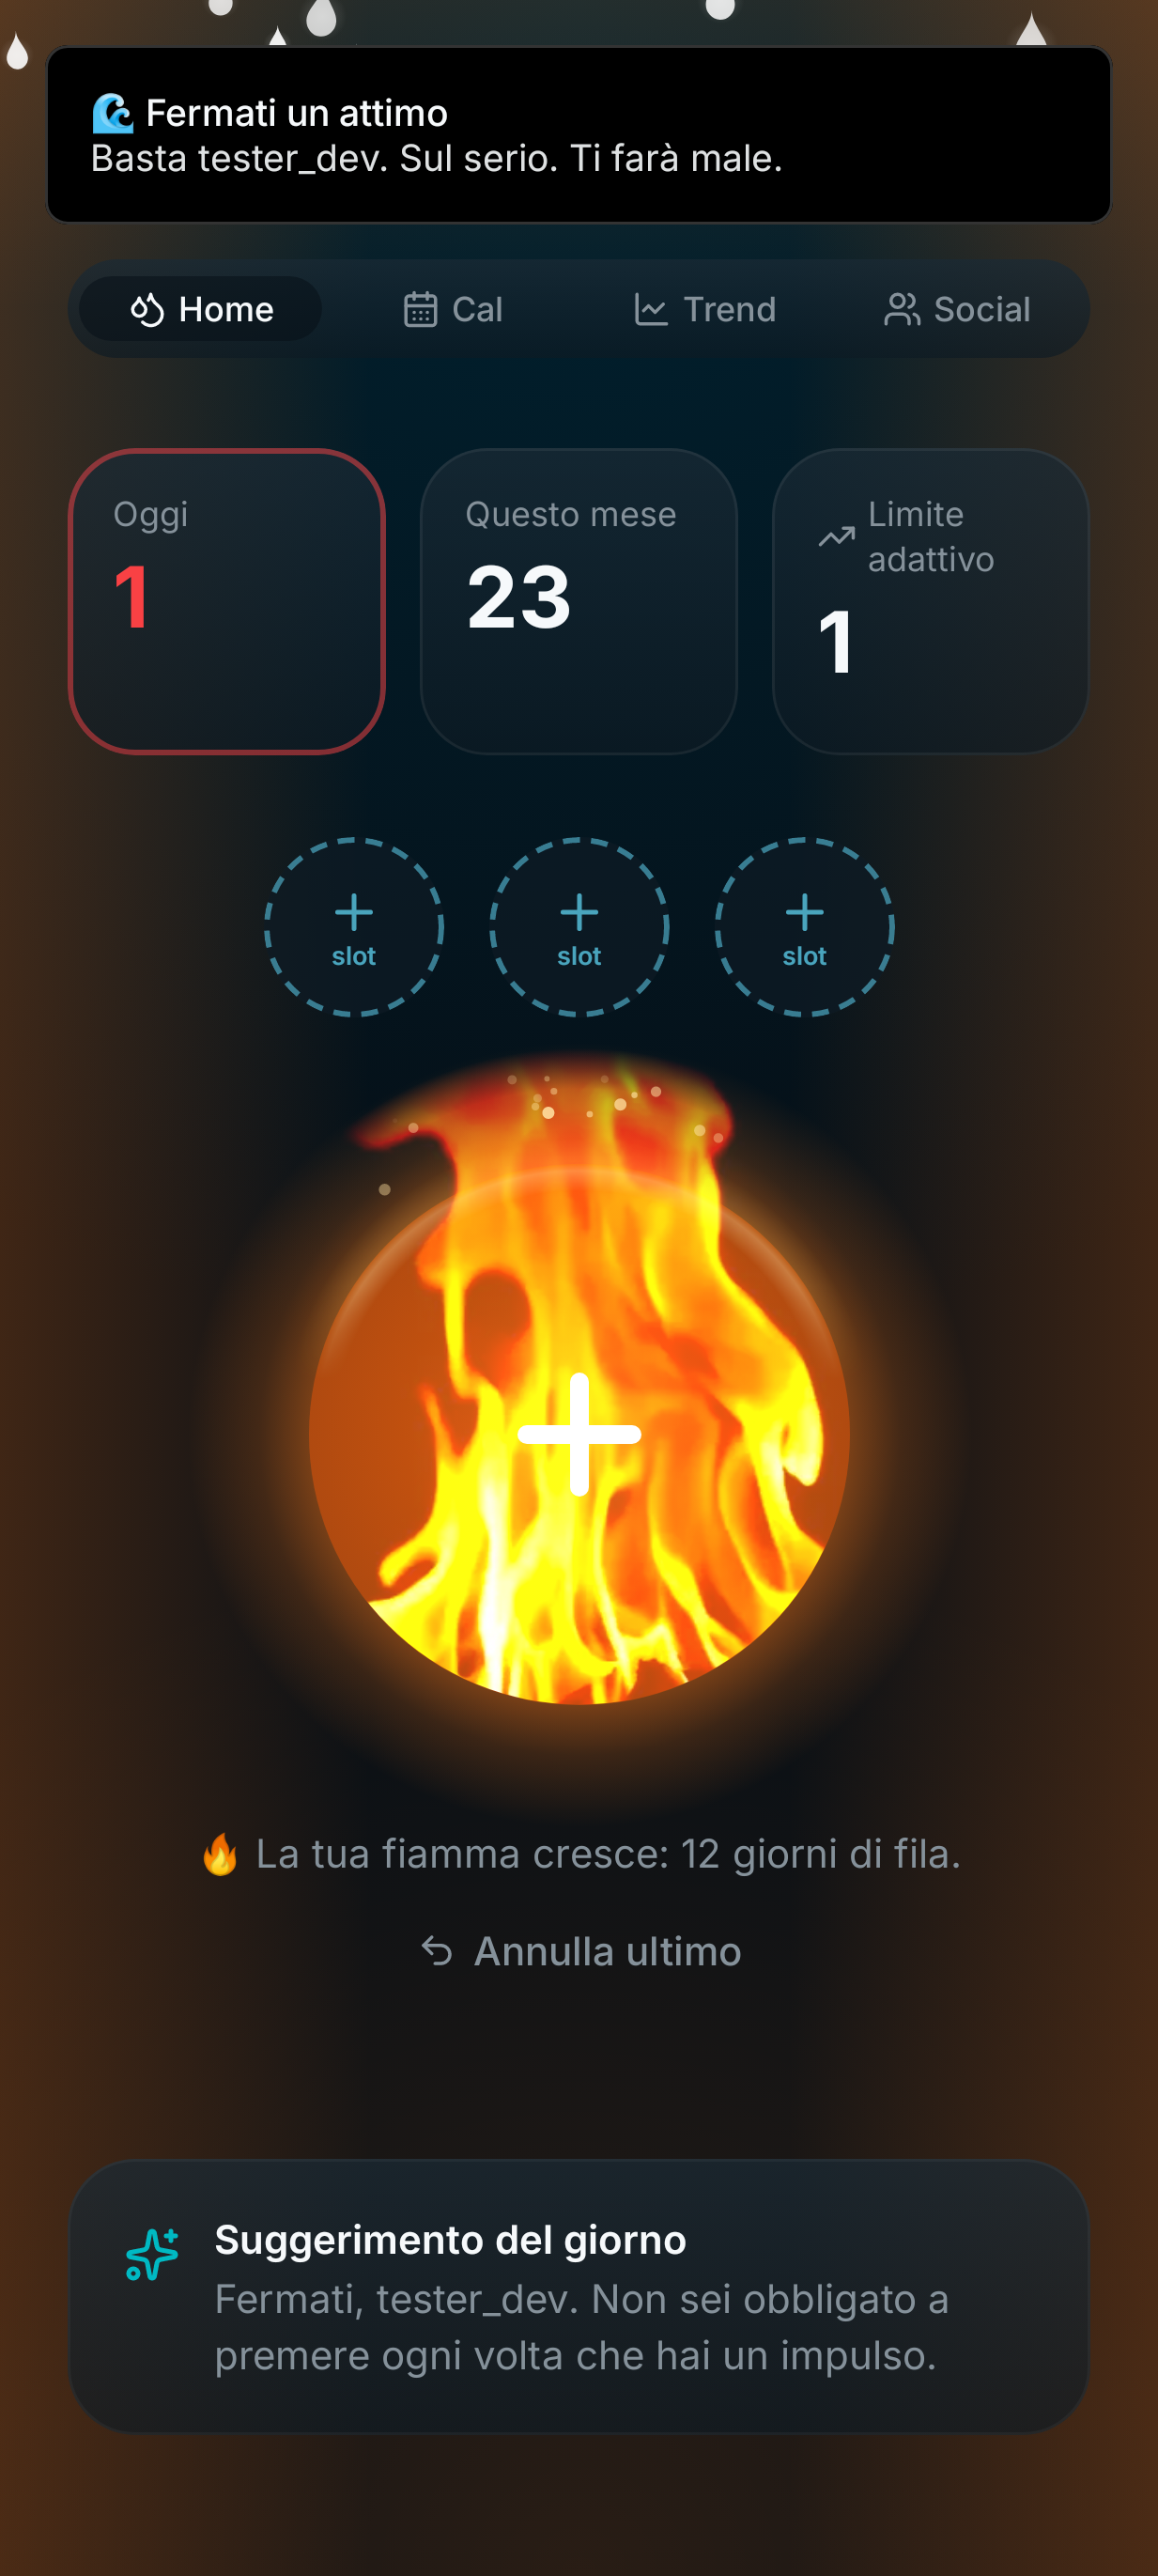 🌊 Fermati un attimo
Basta tester_dev. Sul serio. Ti farà male.
Home
Cal
Trend
Social
Oggi
1
Questo mese
23
Limite
adattivo
1
slot
slot
slot
🔥 La tua fiamma cresce: 12 giorni di fila.
Annulla ultimo
Suggerimento del giorno
Fermati, tester_dev. Non sei obbligato a
premere ogni volta che hai un impulso.